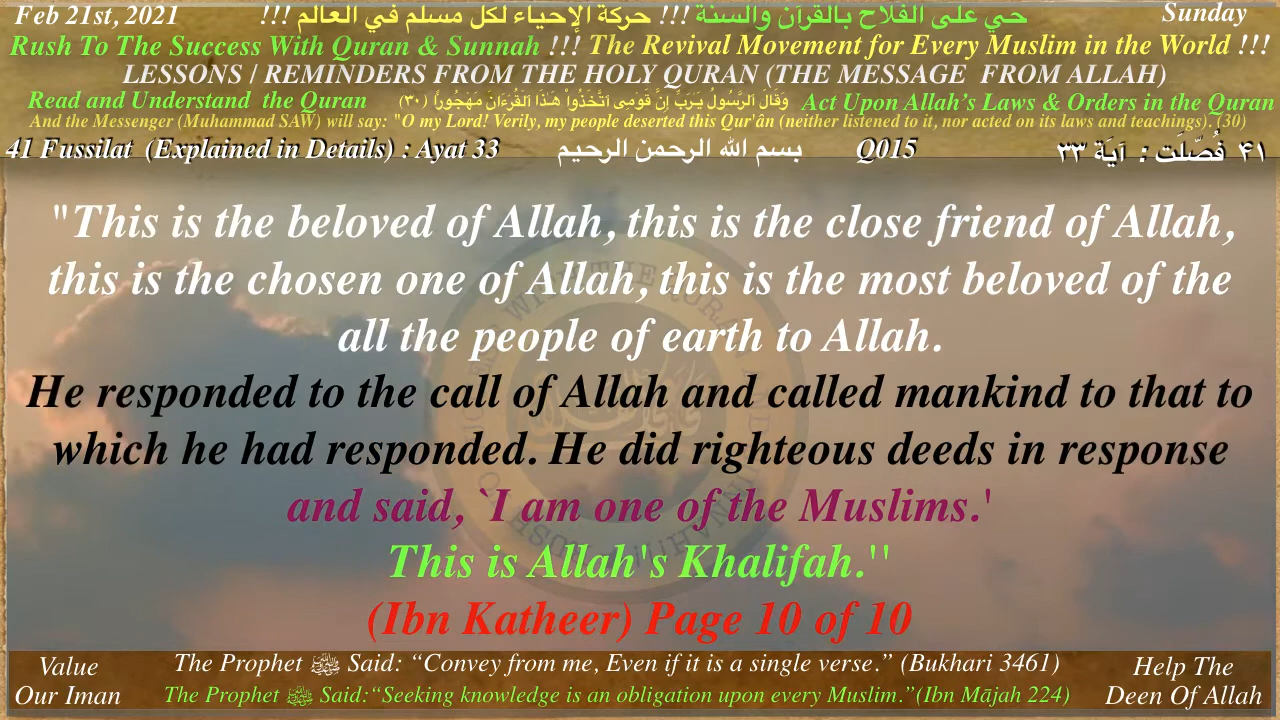 Feb 21st, 2021
حي على الفلاح بالقرآن والسنة !!! حركة الإحياء لكل مسلم في العالم !!!
Sunday
Rush To The Success With Quran & Sunnah !!! The Revival Movement for Every Muslim in the World !!!
LESSONS / REMINDERS FROM THE HOLY QURAN (THE MESSAGE FROM ALLAH)
Read and Understand the Quran
وَقَالَ ٱلرَّسُولُ يَـٰرَبِّ إِنَّ قَوْمِى ٱتَّخَذُوا۟ هَـٰذَا ٱلْقُرْءَانَ مَهْجُورًا (٣٠)
Act Upon Allah’s Laws & Orders in the Quran
And the Messenger (Muhammad SAW) will say: "O my Lord! Verily, my people deserted this Qur'ân (neither listened to it, nor acted on its laws and teachings). (30)
41 Fussilat (Explained in Details) : Ayat 33
بسم الله الرحمن الرحيم
Q015
۴۱ فُصِّلَت : آيَة ۳۳
"This is the beloved of Allah, this is the close friend of Allah,
this is the chosen one of Allah, this is the most beloved of the
all the people of earth to Allah.
He responded to the call of Allah and called mankind to that to
which he had responded. He did righteous deeds in response
and said, `I am one of the Muslims.'
This is Allah's Khalifah.''
(Ibn Katheer) Page 10 of 10
Value
Our Iman
The Prophet ﷺ Said: “Convey from me, Even if it is a single verse.” (Bukhari 3461)
The Prophet ﷺ Said:“Seeking knowledge is an obligation upon every Muslim.”(Ibn Mājah 224)
Help The
Deen Of Allah